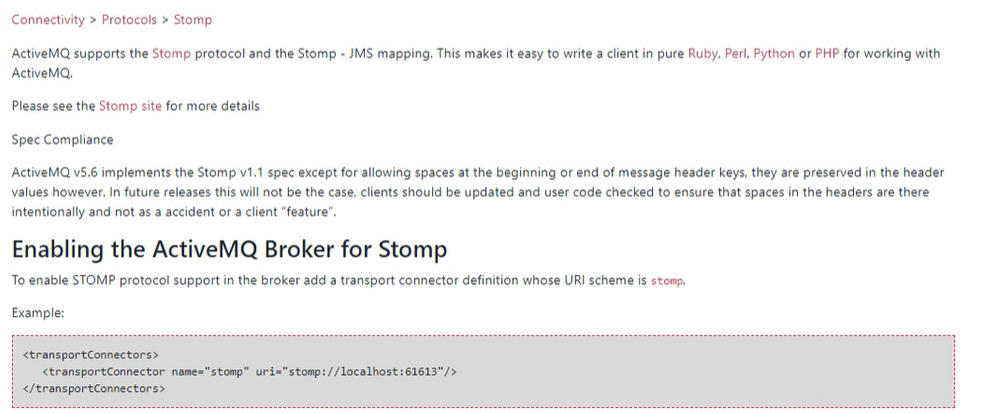 Connectivity > Protocols > Stomp
ActiveMQ supports the Stomp protocol and the Stomp - JMS mapping. This makes it easy to write a client in pure Ruby, Perl, Python or PHP for working with
ActiveMQ.
Please see the Stomp site for more details
Spec Compliance
ActiveMQ v5.6 implements the Stomp v1.1 spec except for allowing spaces at the beginning or end of message header keys, they are preserved in the header
values however. In future releases this will not be the case, clients should be updated and user code checked to ensure that spaces in the headers are there
intentionally and not as a accident or a client “feature”.
Enabling the ActiveMQ Broker for Stomp
To enable STOMP protocol support in the broker add a transport connector definition whose URI scheme is stomp.
Example:
<transportConnectors>
   <transportConnector name="stomp" uri="stomp://localhost:61613"/>
</transportConnectors>